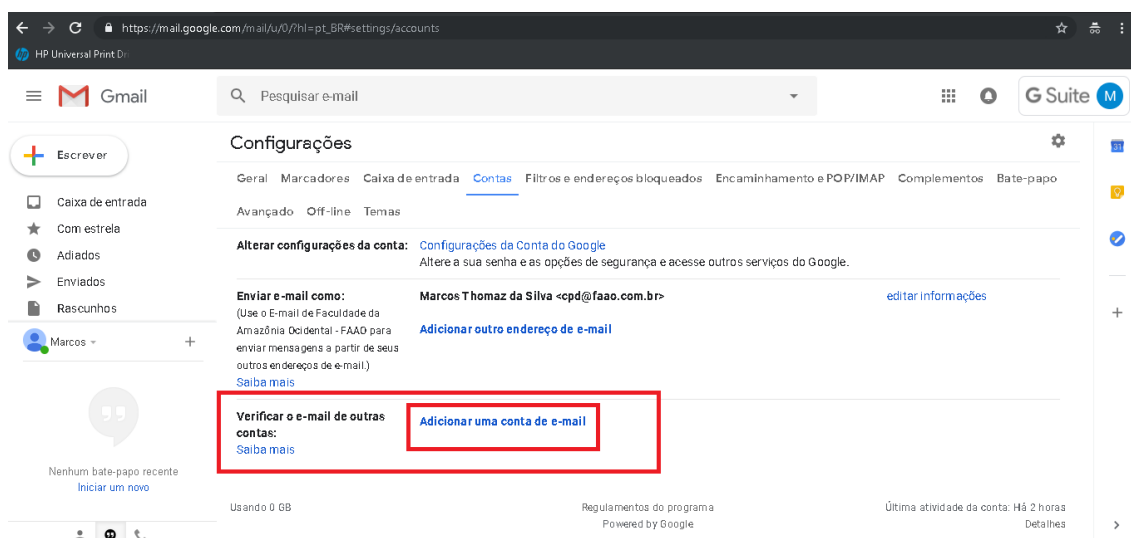 https://mail.google.com/mail/u/0/?hl=pt_BR#settings/accounts
HP Universal Print Dri
Gmail
Pesquisar e-mail
G Suite
M
Escrever
Configurações
31
Geral Marcadores Caixa de entrada Contas Filtros e endereços bloqueados Encaminhamento e POP/IMAP Complementos Bate-papo
Avançado Off-line Temas
Caixa de entrada
Com estrela
Adiados
Enviados
Rascunhos
Marcos
Alterar configurações da conta:
Configurações da Conta do Google
Altere a sua senha e as opções de segurança e acesse outros serviços do Google.
Enviar e-mail como:
(Use o E-mail de Faculdade da
Amazônia Ocidental - FAAO para
enviar mensagens a partir de seus
outros endereços de e-mail.)
Saiba mais
Marcos Thomaz da Silva <cpd@faao.com.br>
editar informações
Adicionar outro endereço de e-mail
Verificar o e-mail de outras
contas:
Saiba mais
Adicionar uma conta de e-mail
Nenhum bate-papo recente
Iniciar um novo
Usando 0 GB
Regulamentos do programa
Powered by Google
Última atividade da conta: Há 2 horas
Detalhes